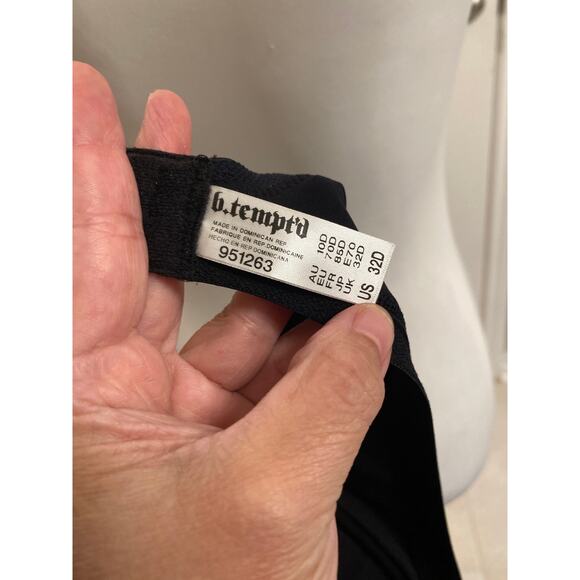 b.tempt'd
MADE IN DOMINICAN REP
FABRIQUE EN REP DOMINICAINE
HECHO EN REP.DOMINICANA
951263
AU 10D
EU 70D
FR 85D
JP E70
UK 32D
US 32D